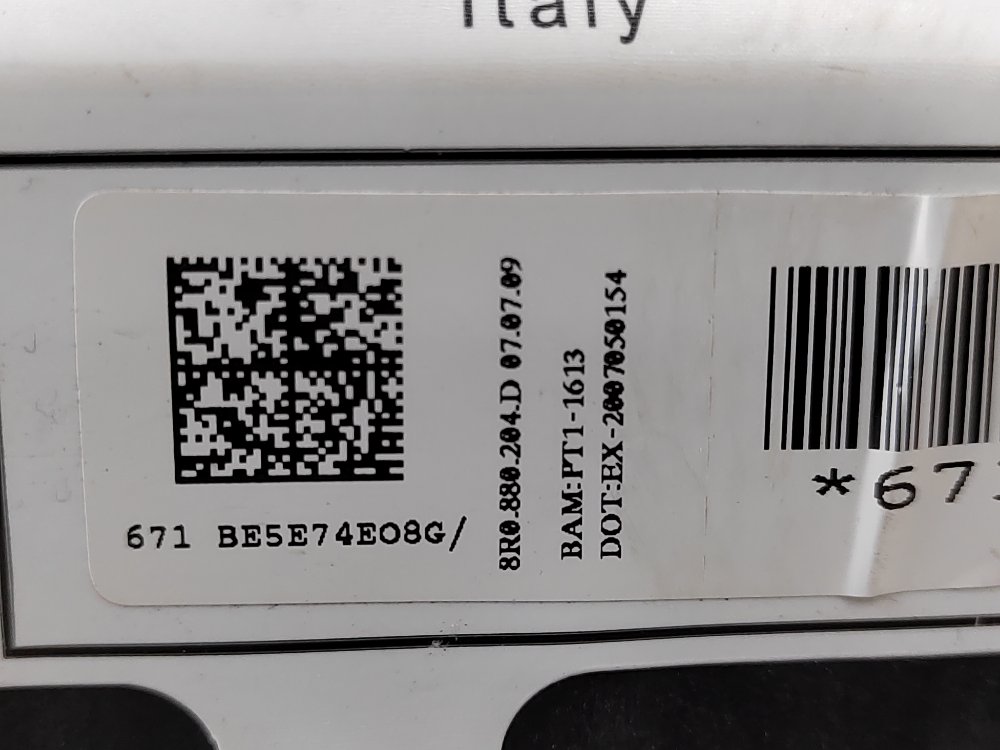 Italy
671 BE5E74EO8G/
8R0.880.204.D 07.07.09
BAM:PT1-1613
DOT:EX-2007050154
*67